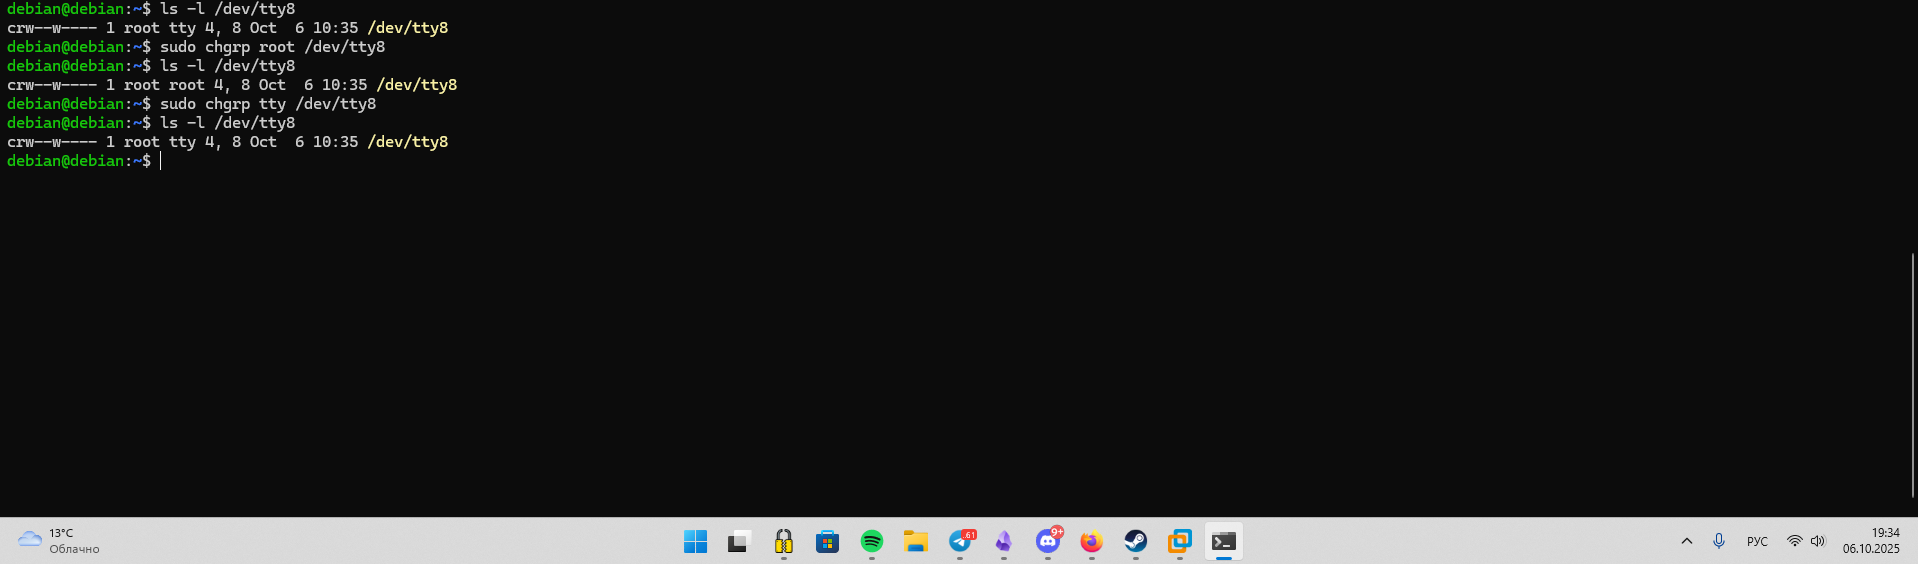 debian@debian:~$ ls -l /dev/tty8
crw--w---- 1 root tty 4, 8 Oct  6 10:35 /dev/tty8
debian@debian:~$ sudo chgrp root /dev/tty8
debian@debian:~$ ls -l /dev/tty8
crw--w---- 1 root root 4, 8 Oct  6 10:35 /dev/tty8
debian@debian:~$ sudo chgrp tty /dev/tty8
debian@debian:~$ ls -l /dev/tty8
crw--w---- 1 root tty 4, 8 Oct  6 10:35 /dev/tty8
debian@debian:~$
13°C
Облачно
61
9+
РУС
19:34
06.10.2025